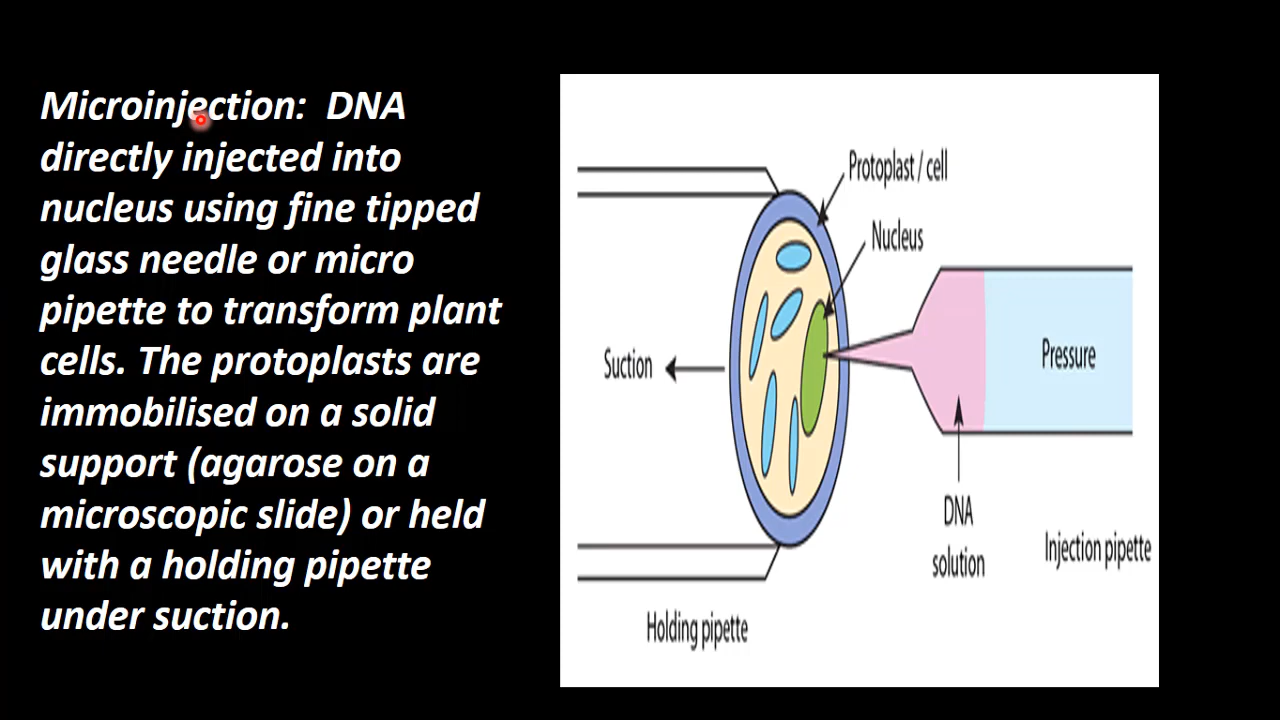 Microinjection: DNA
directly injected into
nucleus using fine tipped
glass needle or micro
pipette to transform plant
cells. The protoplasts are
immobilised on a solid
support (agarose on a
microscopic slide) or held
with a holding pipette
under suction.
Protoplast / cell
Nucleus
Suction
Pressure
DNA
solution
Injection pipette
Holding pipette